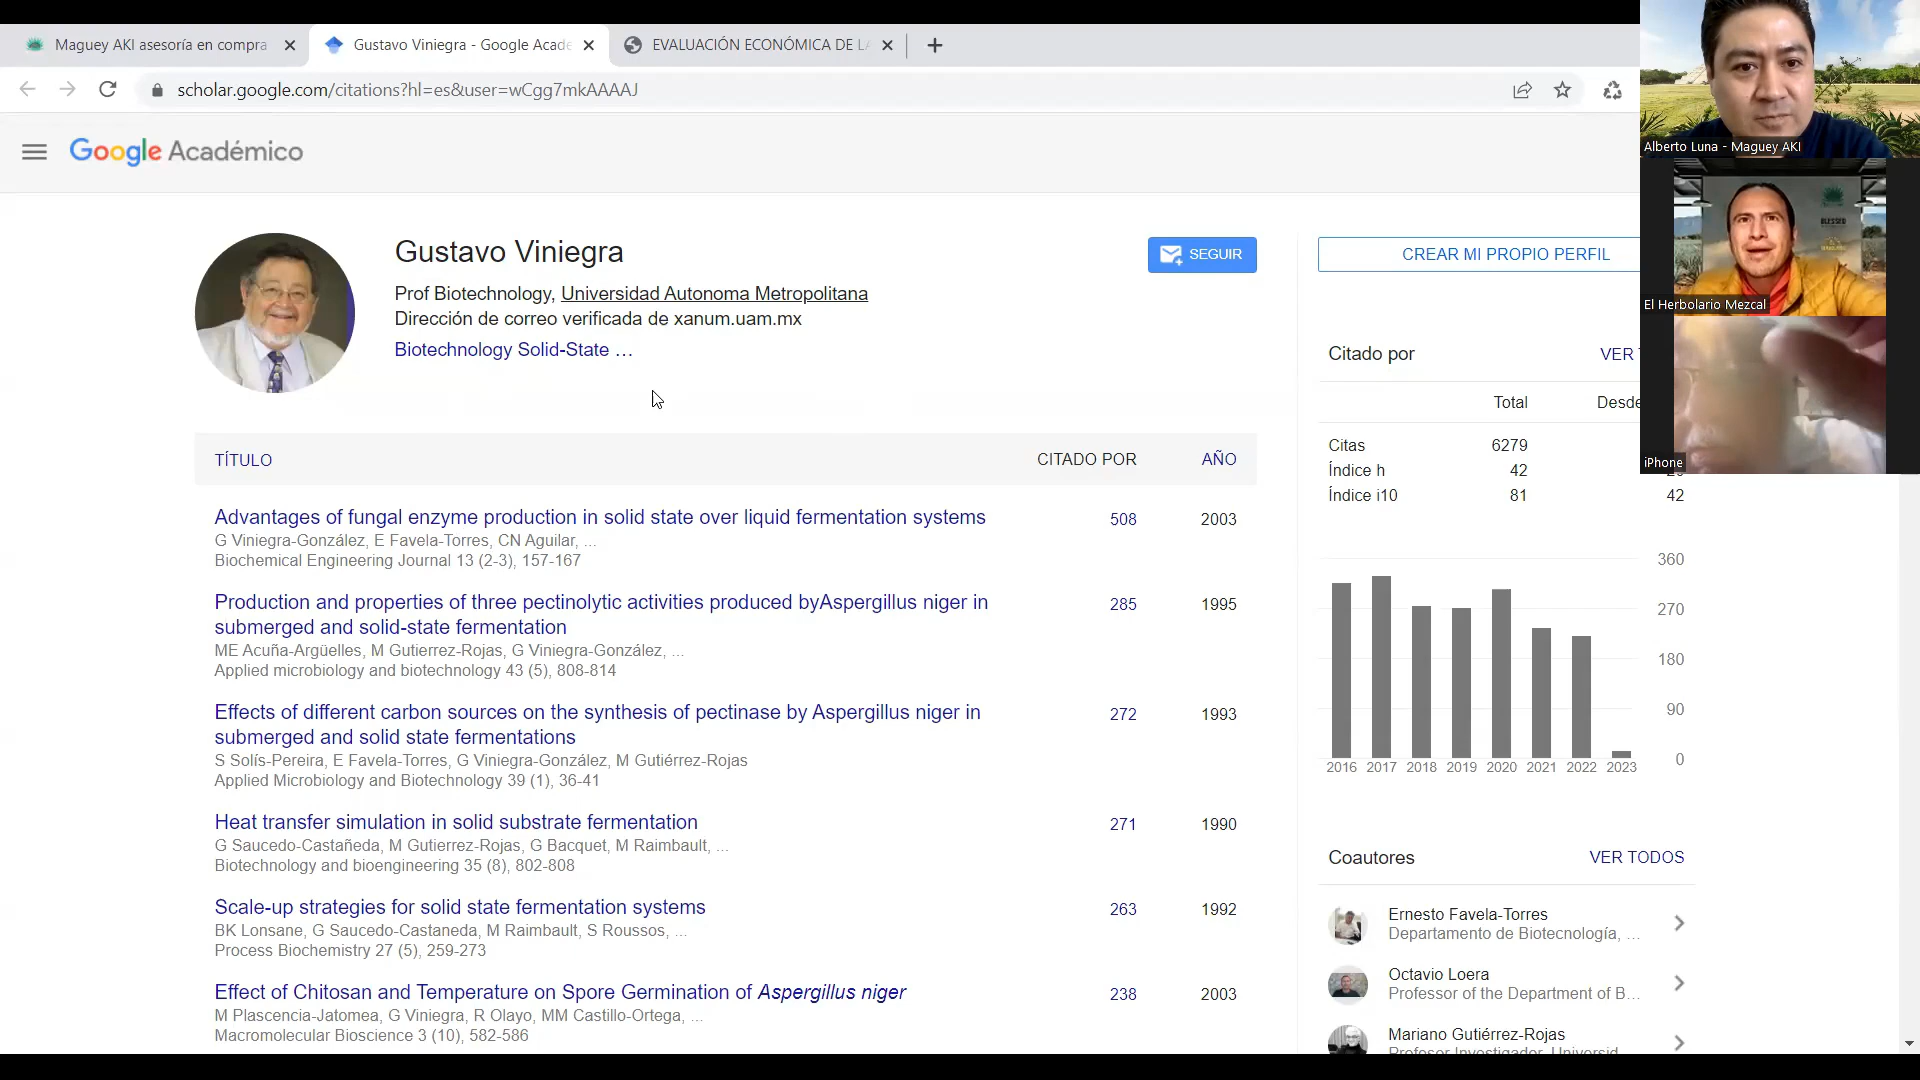 Maguey AKI asesoría en compra
Gustavo Viniegra - Google Acade
EVALUACIÓN ECONÓMICA DE LA
scholar.google.com/citations?hl=es&user=wCgg7mkAAAAJ
Google Académico
Gustavo Viniegra
Prof Biotechnology, Universidad Autonoma Metropolitana
Dirección de correo verificada de xanum.uam.mx
Biotechnology Solid-State …
SEGUIR
TÍTULO CITADO POR AÑO
Advantages of fungal enzyme production in solid state over liquid fermentation systems 508 2003
G Viniegra-González, E Favela-Torres, CN Aguilar, ...
Biochemical Engineering Journal 13 (2-3), 157-167
Production and properties of three pectinolytic activities produced byAspergillus niger in 285 1995
submerged and solid-state fermentation
ME Acuña-Argüelles, M Gutierrez-Rojas, G Viniegra-González, ...
Applied microbiology and biotechnology 43 (5), 808-814
Effects of different carbon sources on the synthesis of pectinase by Aspergillus niger in 272 1993
submerged and solid state fermentations
S Solís-Pereira, E Favela-Torres, G Viniegra-González, M Gutiérrez-Rojas
Applied Microbiology and Biotechnology 39 (1), 36-41
Heat transfer simulation in solid substrate fermentation 271 1990
G Saucedo-Castañeda, M Gutierrez-Rojas, G Bacquet, M Raimbault, ...
Biotechnology and bioengineering 35 (8), 802-808
Scale-up strategies for solid state fermentation systems 263 1992
BK Lonsane, G Saucedo-Castaneda, M Raimbault, S Roussos, ...
Process Biochemistry 27 (5), 259-273
Effect of Chitosan and Temperature on Spore Germination of Aspergillus niger 238 2003
M Plascencia-Jatomea, G Viniegra, R Olayo, MM Castillo-Ortega, ...
Macromolecular Bioscience 3 (10), 582-586
CREAR MI PROPIO PERFIL
Citado por VER
Total Desde
Citas 6279
Índice h 42
Índice i10 81 42
360
270
180
90
0
2016 2017 2018 2019 2020 2021 2022 2023
Coautores VER TODOS
Ernesto Favela-Torres
Departamento de Biotecnología, …
Octavio Loera
Professor of the Department of B…
Mariano Gutiérrez-Rojas
Profesor Investigador, Universid
Alberto Luna - Maguey AKI
BLESSED
El Herbolario Mezcal
iPhone